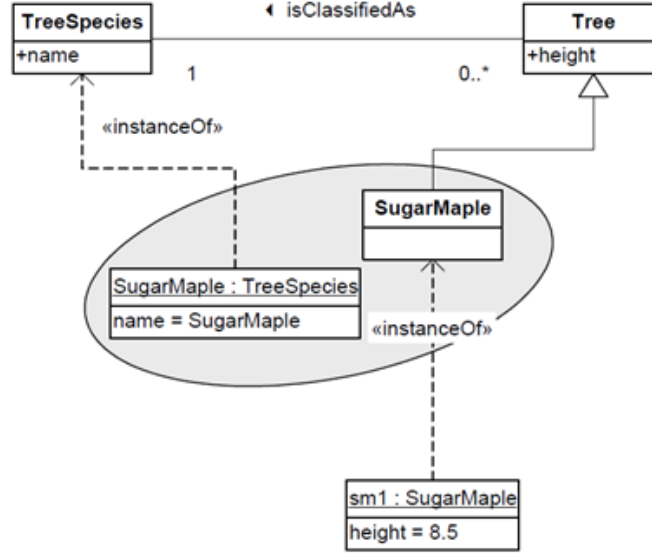 ◄ isClassifiedAs
TreeSpecies
+name
Tree
+height
1
0..*
«instanceOf»
SugarMaple
SugarMaple : TreeSpecies
name = SugarMaple
«instanceOf»
sm1 : SugarMaple
height = 8.5